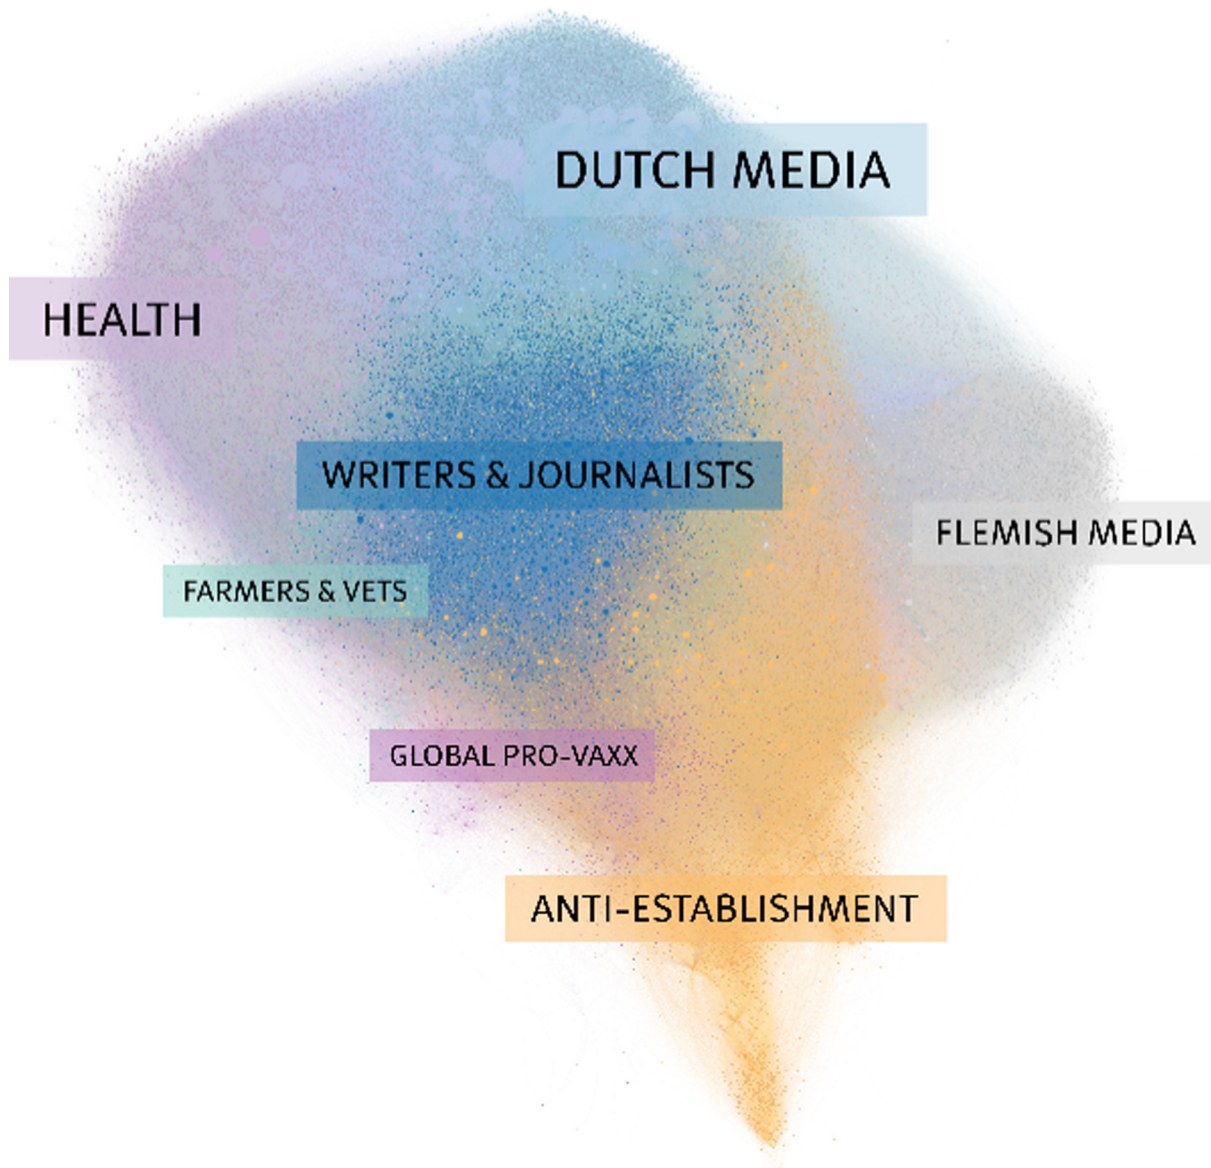 DUTCH MEDIA
HEALTH
WRITERS & JOURNALISTS
FLEMISH MEDIA
FARMERS & VETS
GLOBAL PRO-VAXX
ANTI-ESTABLISHMENT